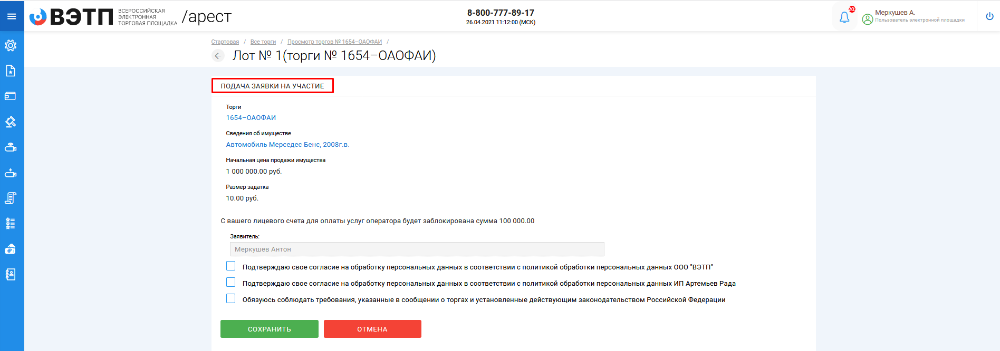 ВЭТП
ВСЕРОССИЙСКАЯ
ЭЛЕКТРОННАЯ
ТОРГОВАЯ ПЛОЩАДКА
/арест
8-800-777-89-17
26.04.2021 11:12:00 (МСК)
20
Меркушев А.
Пользователь электронной площадки
Стартовая / Все торги / Просмотр торгов № 1654–ОАОФАИ /
Лот № 1(торги № 1654–ОАОФАИ)
ПОДАЧА ЗАЯВКИ НА УЧАСТИЕ
Торги
1654–ОАОФАИ
Сведения об имуществе
Автомобиль Мерседес Бенс, 2008г.в.
Начальная цена продажи имущества
1 000 000.00 руб.
Размер задатка
10.00 руб.
С вашего лицевого счета для оплаты услуг оператора будет заблокирована сумма 100 000.00
Заявитель:
Меркушев Антон
Подтверждаю свое согласие на обработку персональных данных в соответствии с политикой обработки персональных данных ООО "ВЭТП"
Подтверждаю свое согласие на обработку персональных данных в соответствии с политикой обработки персональных данных ИП Артемьев Рада
Обязуюсь соблюдать требования, указанные в сообщении о торгах и установленные действующим законодательством Российской Федерации
СОХРАНИТЬ
ОТМЕНА